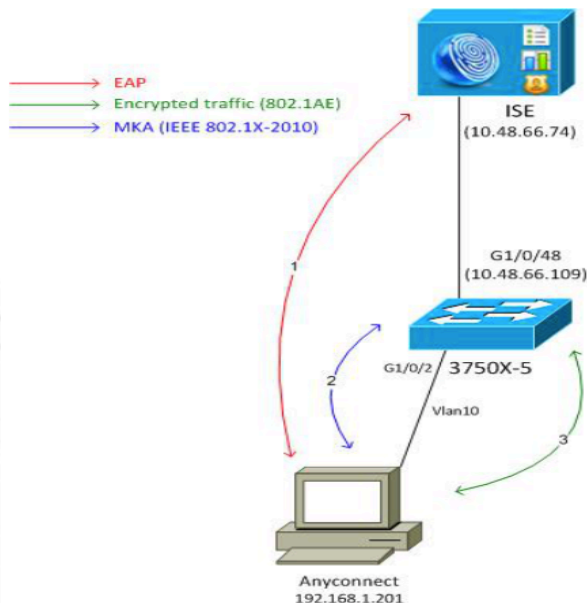 EAP
Encrypted traffic (802.1AE)
MKA (IEEE 802.1X-2010)
ISE
(10.48.66.74)
1
G1/0/48
(10.48.66.109)
2
G1/0/2
3750X-5
Vlan10
3
Anyconnect
192.168.1.201